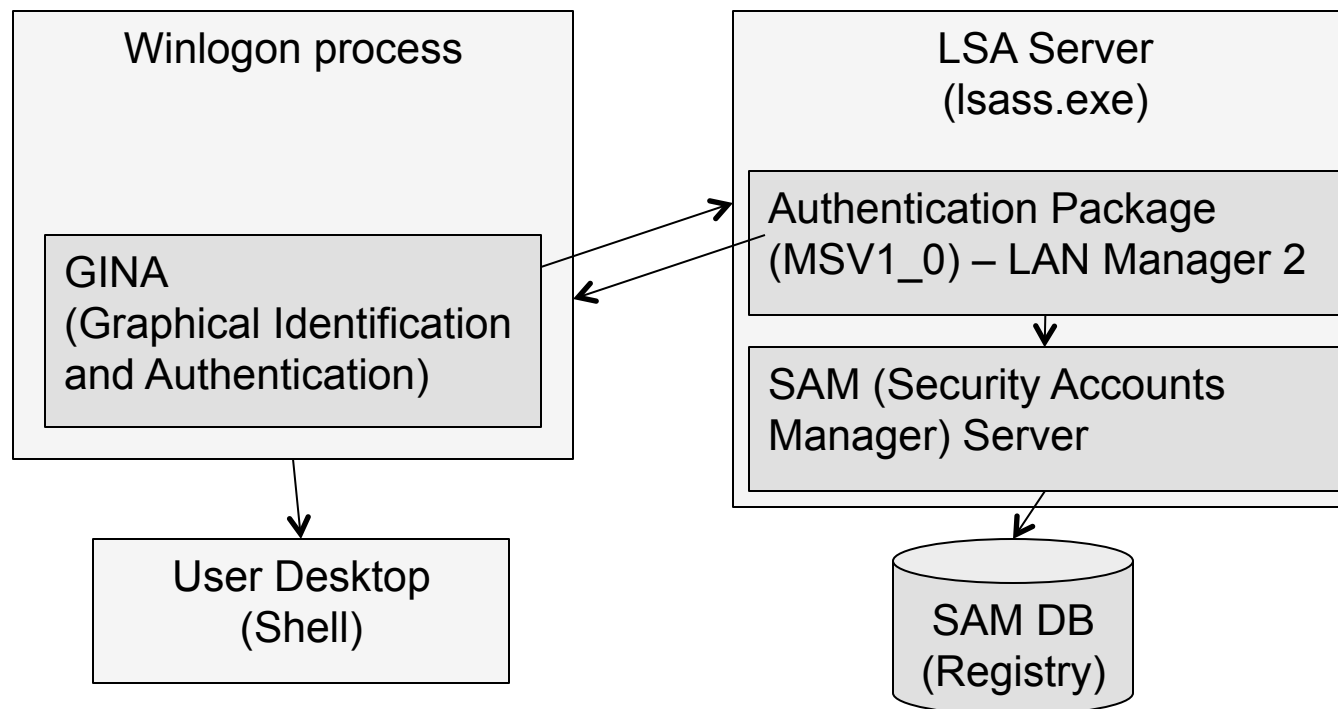 Winlogon process
GINA
(Graphical Identification
and Authentication)
User Desktop
(Shell)
LSA Server
(lsass.exe)
Authentication Package
(MSV1_0) – LAN Manager 2
SAM (Security Accounts
Manager) Server
SAM DB
(Registry)